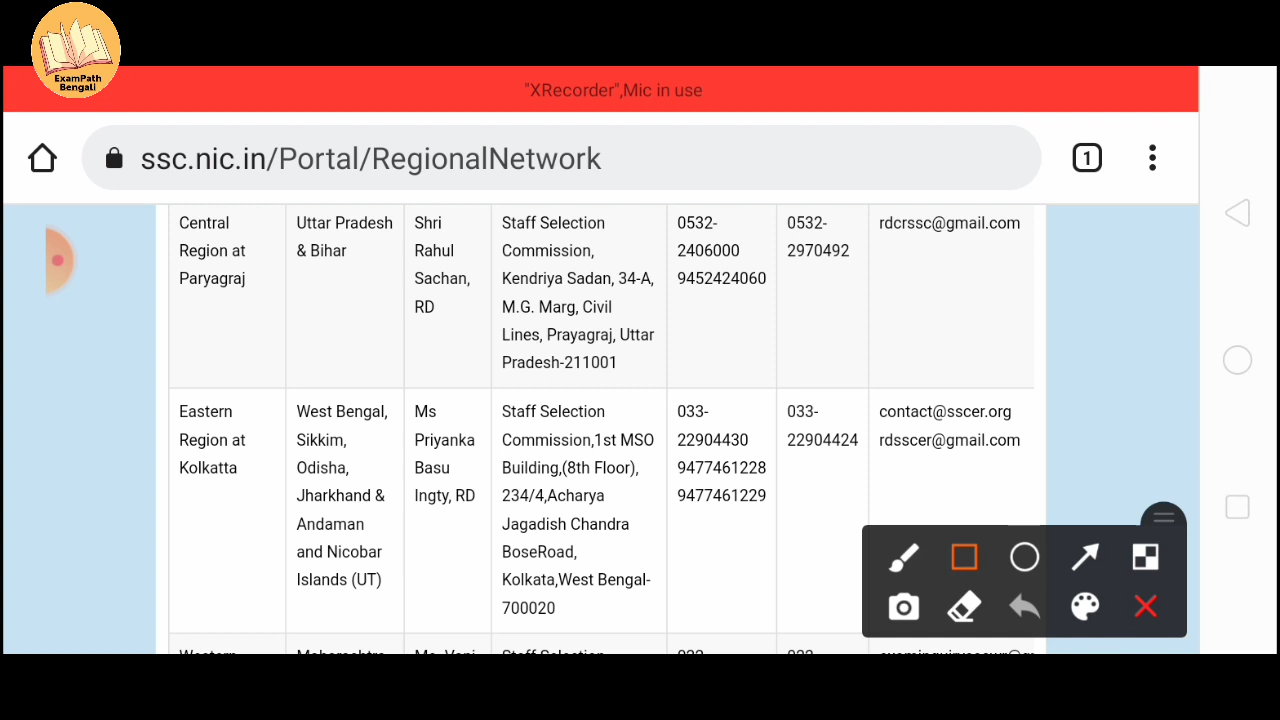 ExamPath
Bengali
"XRecorder",Mic in use
ssc.nic.in/Portal/RegionalNetwork
1
Central
Region at
Paryagraj
Uttar Pradesh
& Bihar
Shri
Rahul
Sachan,
RD
Staff Selection
Commission,
Kendriya Sadan, 34-A,
M.G. Marg, Civil
Lines, Prayagraj, Uttar
Pradesh-211001
0532-
2406000
9452424060
0532-
2970492
rdcrssc@gmail.com
Eastern
Region at
Kolkatta
West Bengal,
Sikkim,
Odisha,
Jharkhand &
Andaman
and Nicobar
Islands (UT)
Ms
Priyanka
Basu
Ingty, RD
Staff Selection
Commission,1st MSO
Building,(8th Floor),
234/4,Acharya
Jagadish Chandra
BoseRoad,
Kolkata,West Bengal-
700020
033-
22904430
9477461228
9477461229
033-
22904424
contact@sscer.org
rdsscer@gmail.com
Staff Selection